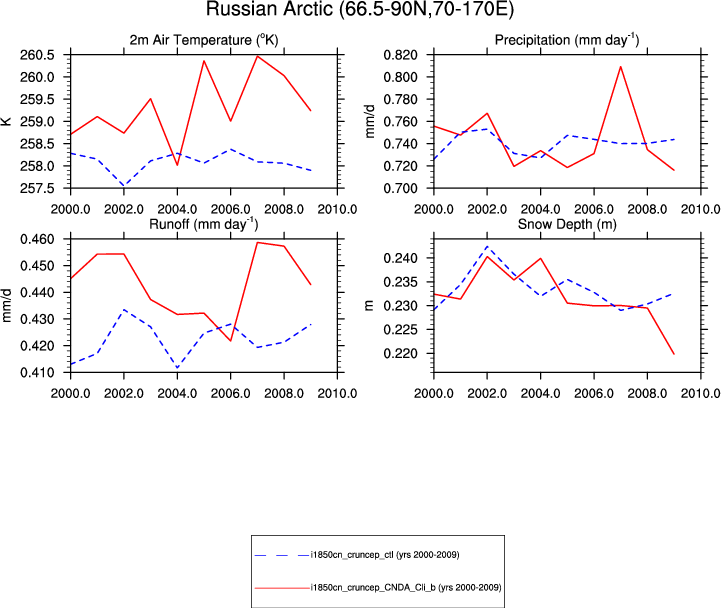 Russian Arctic (66.5-90N,70-170E)
2m Air Temperature (°K)
Precipitation (mm day⁻¹)
K
260.5
260.0
259.5
259.0
258.5
258.0
257.5
2000.0 2002.0 2004.0 2006.0 2008.0 2010.0
mm/d
0.820
0.800
0.780
0.760
0.740
0.720
0.700
2000.0 2002.0 2004.0 2006.0 2008.0 2010.0
Runoff (mm day⁻¹)
Snow Depth (m)
mm/d
0.460
0.450
0.440
0.430
0.420
0.410
2000.0 2002.0 2004.0 2006.0 2008.0 2010.0
m
0.240
0.235
0.230
0.225
0.220
2000.0 2002.0 2004.0 2006.0 2008.0 2010.0
i1850cn_cruncep_ctl (yrs 2000-2009)
i1850cn_cruncep_CNDA_Cli_b (yrs 2000-2009)